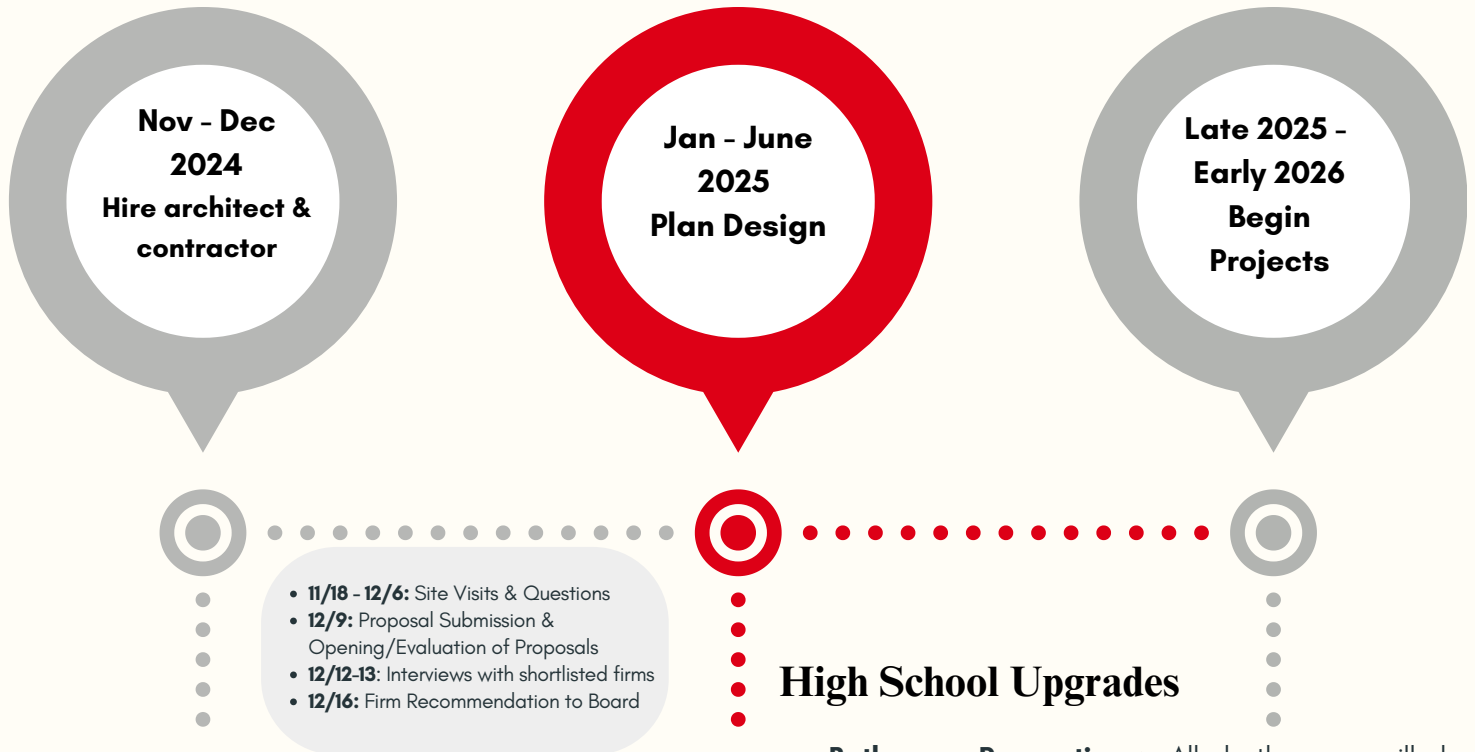 Nov - Dec
2024
Hire architect &
contractor
Jan - June
2025
Plan Design
Late 2025 -
Early 2026
Begin
Projects
• 11/18 - 12/6: Site Visits & Questions
• 12/9: Proposal Submission &
Opening/Evaluation of Proposals
• 12/12-13: Interviews with shortlisted firms
• 12/16: Firm Recommendation to Board
High School Upgrades